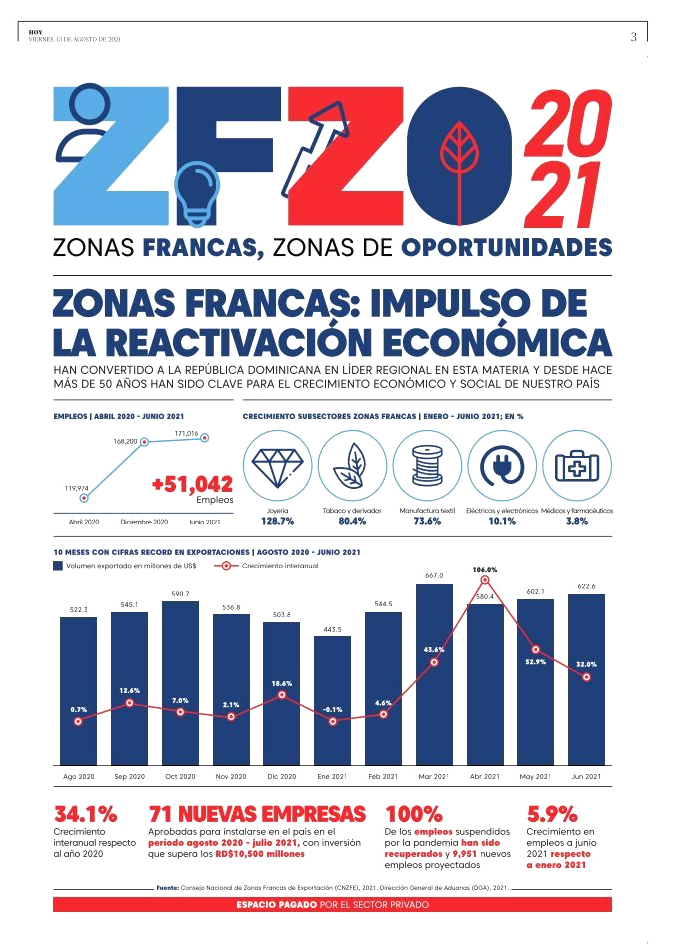 HOY
VIERNES, 13 DE AGOSTO DE 2021
3
ZFZO 2021
ZONAS FRANCAS, ZONAS DE OPORTUNIDADES
ZONAS FRANCAS: IMPULSO DE
LA REACTIVACIÓN ECONÓMICA
HAN CONVERTIDO A LA REPÚBLICA DOMINICANA EN LÍDER REGIONAL EN ESTA MATERIA Y DESDE HACE
MÁS DE 50 AÑOS HAN SIDO CLAVE PARA EL CRECIMIENTO ECONÓMICO Y SOCIAL DE NUESTRO PAÍS
EMPLEOS | ABRIL 2020 - JUNIO 2021
119,974
168,200
171,016
+51,042
Empleos
Abril 2020 Diciembre 2020 Junio 2021
CRECIMIENTO SUBSECTORES ZONAS FRANCAS | ENERO - JUNIO 2021; EN %
Joyería Tabaco y derivados Manufactura textil Eléctricos y electrónicos Médicos y farmacéuticos
128.7% 80.4% 73.6% 10.1% 3.8%
10 MESES CON CIFRAS RECORD EN EXPORTACIONES | AGOSTO 2020 - JUNIO 2021
Volumen exportado en millones de US$ Crecimiento interanual
522.3 545.1 590.7 536.8 503.8 443.5 544.5 667.0 580.4 602.1 622.6
0.7% 12.6% 7.0% 2.1% 18.6% -0.1% 4.6% 43.6% 106.0% 52.9% 32.0%
Ago 2020 Sep 2020 Oct 2020 Nov 2020 Dic 2020 Ene 2021 Feb 2021 Mar 2021 Abr 2021 May 2021 Jun 2021
34.1%
Crecimiento
interanual respecto
al año 2020
71 NUEVAS EMPRESAS
Aprobadas para instalarse en el país en el
período agosto 2020 - julio 2021, con inversión
que supera los RD$10,500 millones
100%
De los empleos suspendidos
por la pandemia han sido
recuperados y 9,951 nuevos
empleos proyectados
5.9%
Crecimiento en
empleos a junio
2021 respecto
a enero 2021
Fuente: Consejo Nacional de Zonas Francas de Exportación (CNZFE), 2021. Dirección General de Aduanas (DGA), 2021.
ESPACIO PAGADO POR EL SECTOR PRIVADO